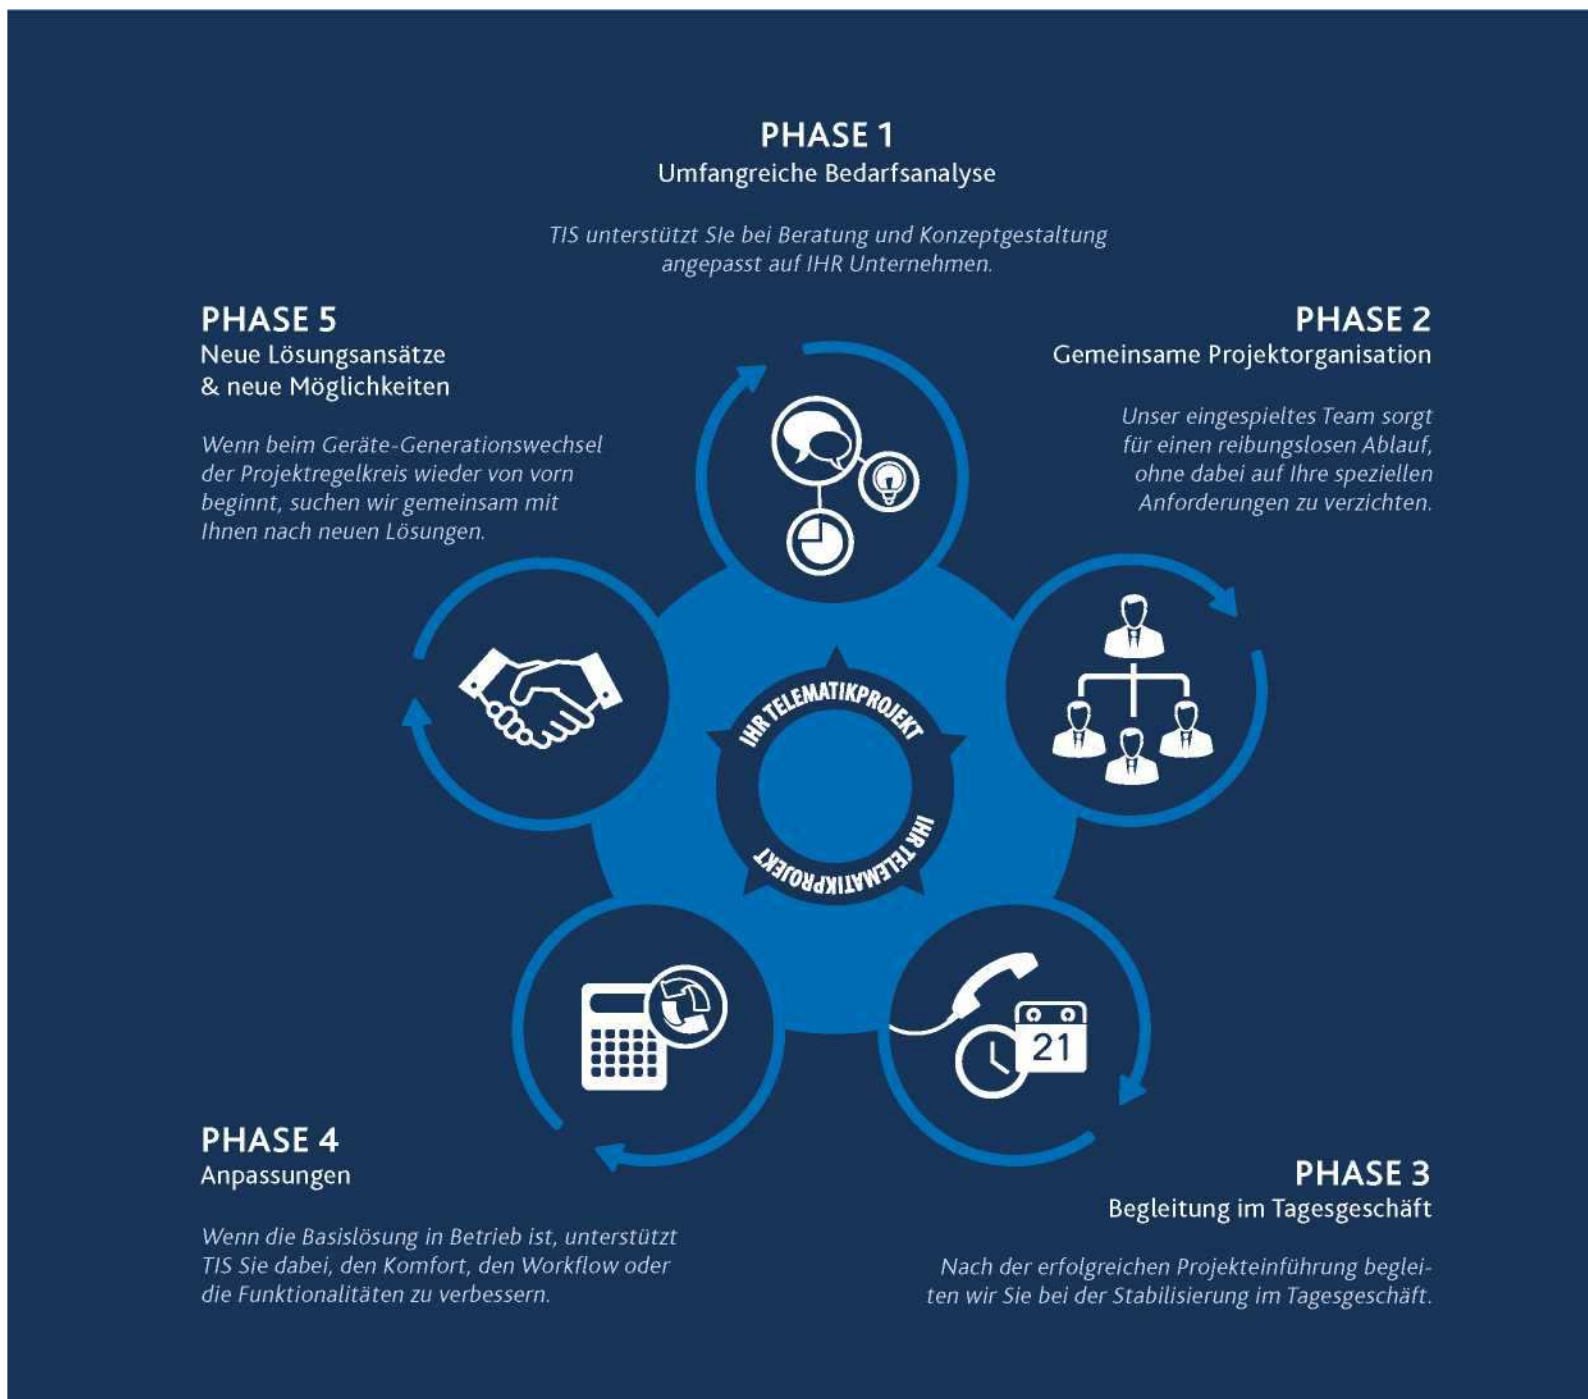 PHASE 1
Umfangreiche Bedarfsanalyse
TIS unterstützt SIe bei Beratung und Konzeptgestaltung
angepasst auf IHR Unternehmen.
PHASE 2
Gemeinsame Projektorganisation
Unser eingespieltes Team sorgt
für einen reibungslosen Ablauf,
ohne dabei auf Ihre speziellen
Anforderungen zu verzichten.
PHASE 3
Begleitung im Tagesgeschäft
Nach der erfolgreichen Projekteinführung beglei-
ten wir Sie bei der Stabilisierung im Tagesgeschäft.
PHASE 4
Anpassungen
Wenn die Basislösung in Betrieb ist, unterstützt
TIS Sie dabei, den Komfort, den Workflow oder
die Funktionalitäten zu verbessern.
PHASE 5
Neue Lösungsansätze
& neue Möglichkeiten
Wenn beim Geräte-Generationswechsel
der Projektregelkreis wieder von vorn
beginnt, suchen wir gemeinsam mit
Ihnen nach neuen Lösungen.
IHR TELEMATIKPROJEKT
IHR TELEMATIKPROJEKT
21